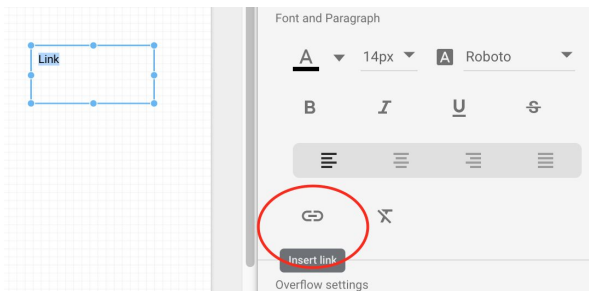 Link
Font and Paragraph
A 14px A Roboto
B I U S
Insert link
Overflow settings